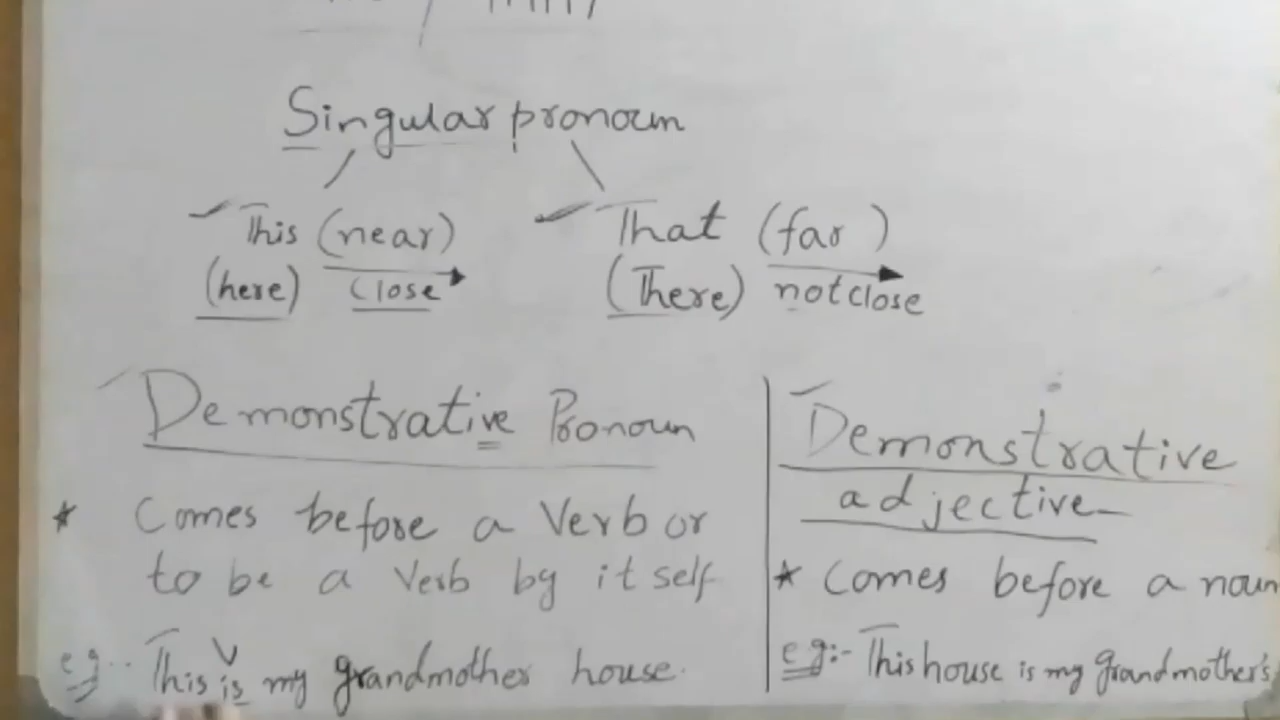 Singular pronoun
This (near) That (far)
(here) close (There) not close
Demonstrative Pronoun
Demonstrative
adjective
* Comes before a Verb or
to be a Verb by itself
* Comes before a noun
e.g.. This is my grandmother house.
V
e.g:- This house is my grandmother's